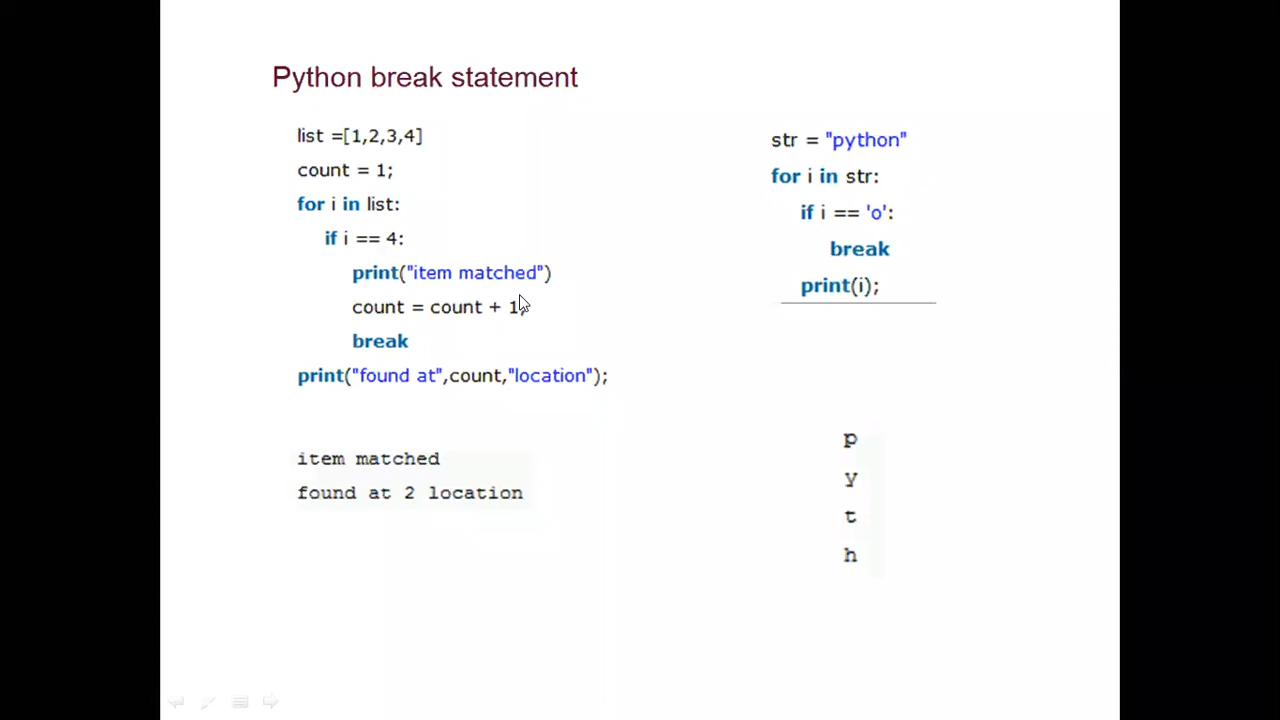 Python break statement
list =[1,2,3,4]
count = 1;
for i in list:
if i == 4:
print("item matched")
count = count + 1;
break
print("found at",count,"location");
item matched
found at 2 location
str = "python"
for i in str:
if i == 'o':
break
print(i);
p
y
t
h